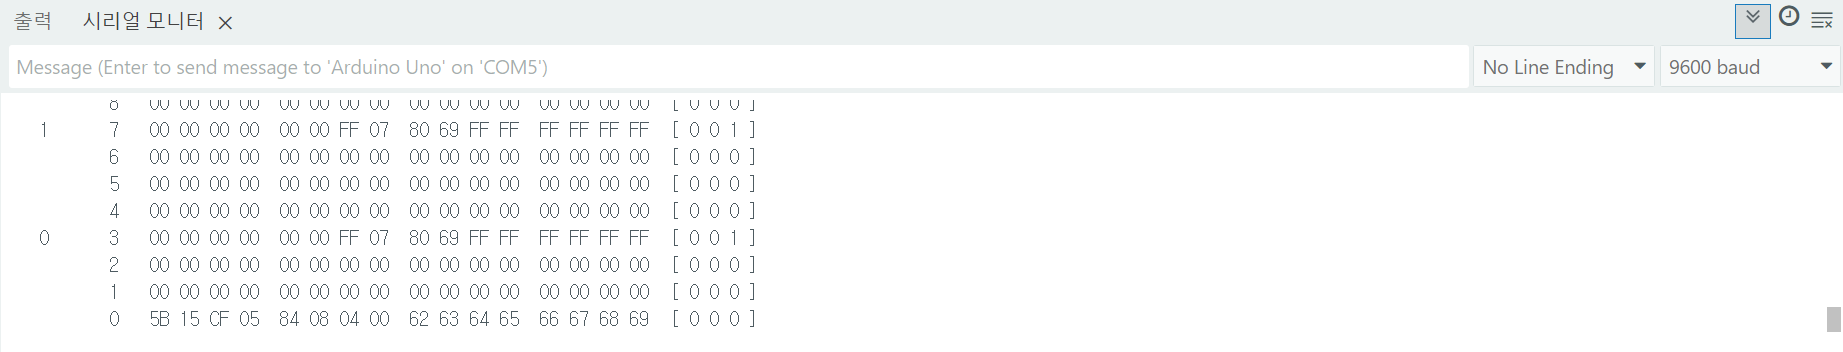 출력 시리얼 모니터 ×
Message (Enter to send message to 'Arduino Uno' on 'COM5') No Line Ending 9600 baud
8 00 00 00 00 00 00 00 00 00 00 00 00 00 00 00 00 [ 0 0 0 ]
1 7 00 00 00 00 00 00 FF 07 80 69 FF FF FF FF FF FF [ 0 0 1 ]
6 00 00 00 00 00 00 00 00 00 00 00 00 00 00 00 00 [ 0 0 0 ]
5 00 00 00 00 00 00 00 00 00 00 00 00 00 00 00 00 [ 0 0 0 ]
4 00 00 00 00 00 00 00 00 00 00 00 00 00 00 00 00 [ 0 0 0 ]
0 3 00 00 00 00 00 00 FF 07 80 69 FF FF FF FF FF FF [ 0 0 1 ]
2 00 00 00 00 00 00 00 00 00 00 00 00 00 00 00 00 [ 0 0 0 ]
1 00 00 00 00 00 00 00 00 00 00 00 00 00 00 00 00 [ 0 0 0 ]
0 5B 15 CF 05 84 08 04 00 62 63 64 65 66 67 68 69 [ 0 0 0 ]